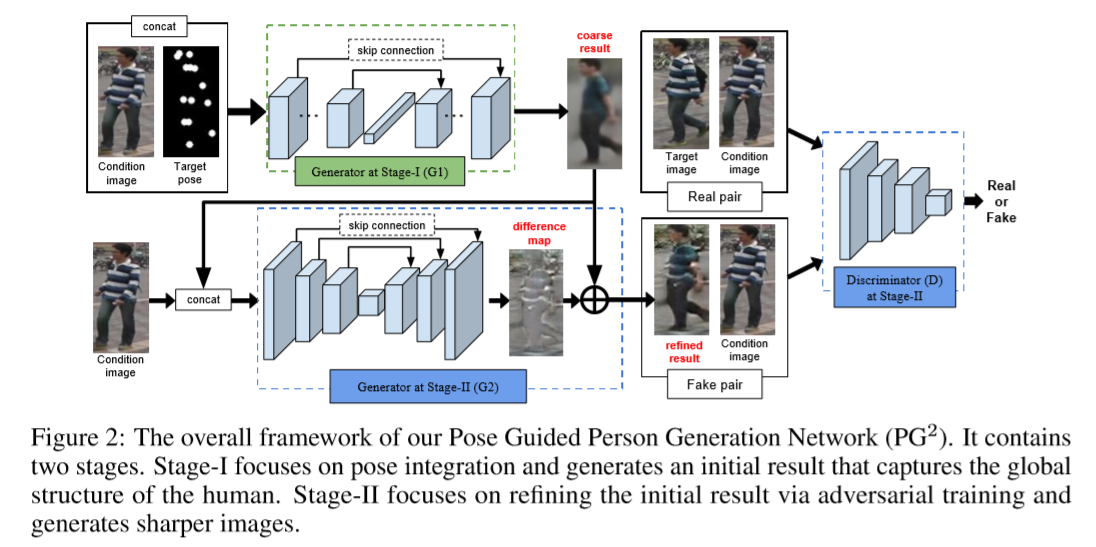 concat
Condition
image
Target
pose
skip connection
Generator at Stage-I (G1)
coarse
result
Target
image
Condition
image
Real pair
Condition
image
concat
skip connection
Generator at Stage-II (G2)
difference
map
refined
result
Condition
image
Fake pair
Discriminator (D)
at Stage-II
Real
or
Fake
Figure 2: The overall framework of our Pose Guided Person Generation Network (PG²). It contains
two stages. Stage-I focuses on pose integration and generates an initial result that captures the global
structure of the human. Stage-II focuses on refining the initial result via adversarial training and
generates sharper images.